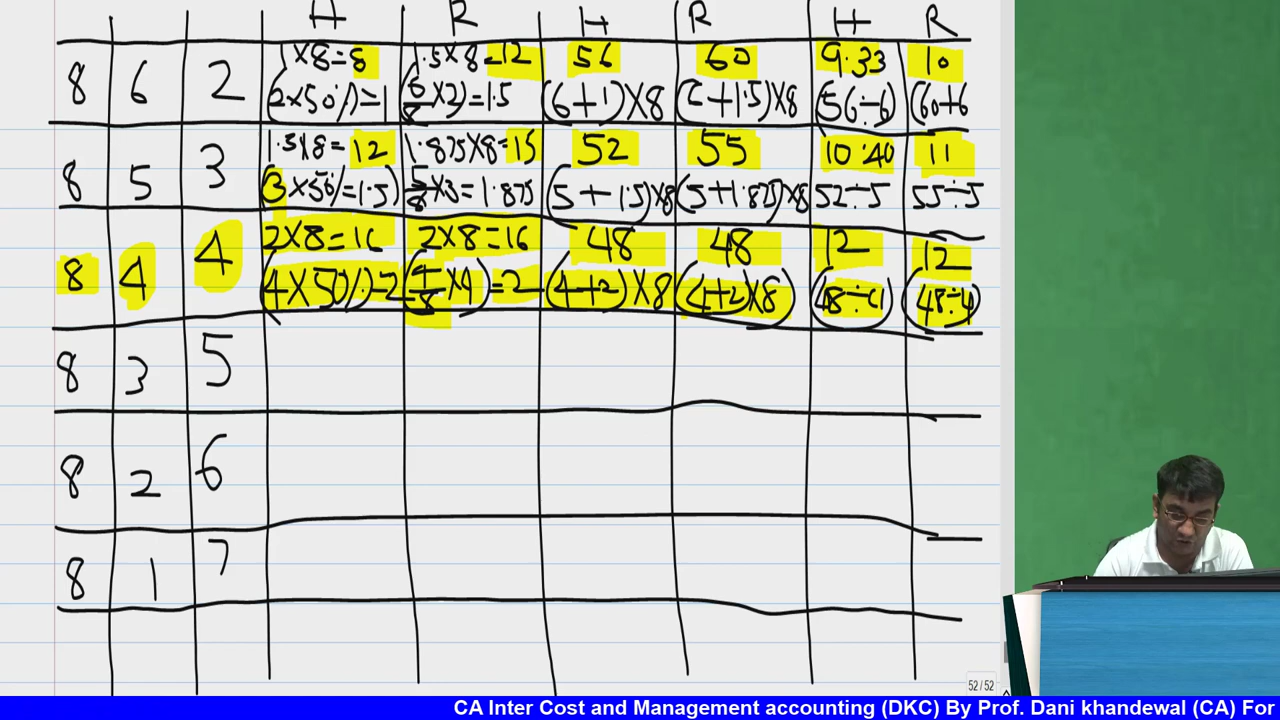 H R H R H R
8 6 2 1×8=8 1.5×8=12 56 60 9.33 10
(2×50%)=1 (6/8×2)=1.5 (6+1)×8 (6+1.5)×8 (56÷6) (60÷6
8 5 3 1.5×8=12 1.875×8=15 52 55 10.40 11
(3×50%=1.5) 5/8×3=1.875 (5+1.5)×8 (5+1.875)×8 52÷5 55÷5
8 4 4 2×8=16 2×8=16 48 48 12 12
(4×50%)=2 (4/8×4)=2 (4+2)×8 (4+2)×8) (48÷4) (48÷4)
8 3 5
8 2 6
8 1 7
52/52
CA Inter Cost and Management accounting (DKC) By Prof. Dani khandewal (CA) For